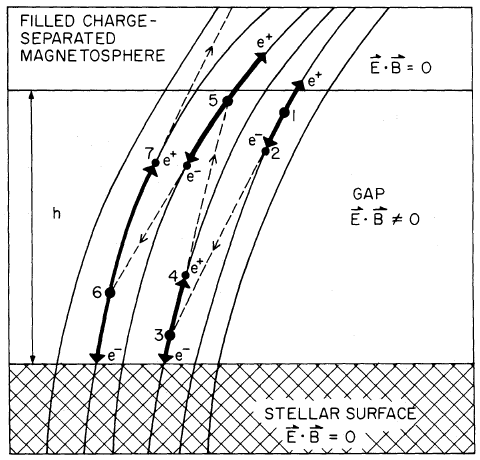 FILLED CHARGE-
SEPARATED
MAGNETOSPHERE
e⁺
E⃗ · B⃗ = 0
5
e⁺
1
e⁻
2
7
e⁺
e⁻
h
GAP
E⃗ · B⃗ ≠ 0
4
e⁺
6
3
e⁻
e⁻
STELLAR SURFACE
E⃗ · B⃗ = 0